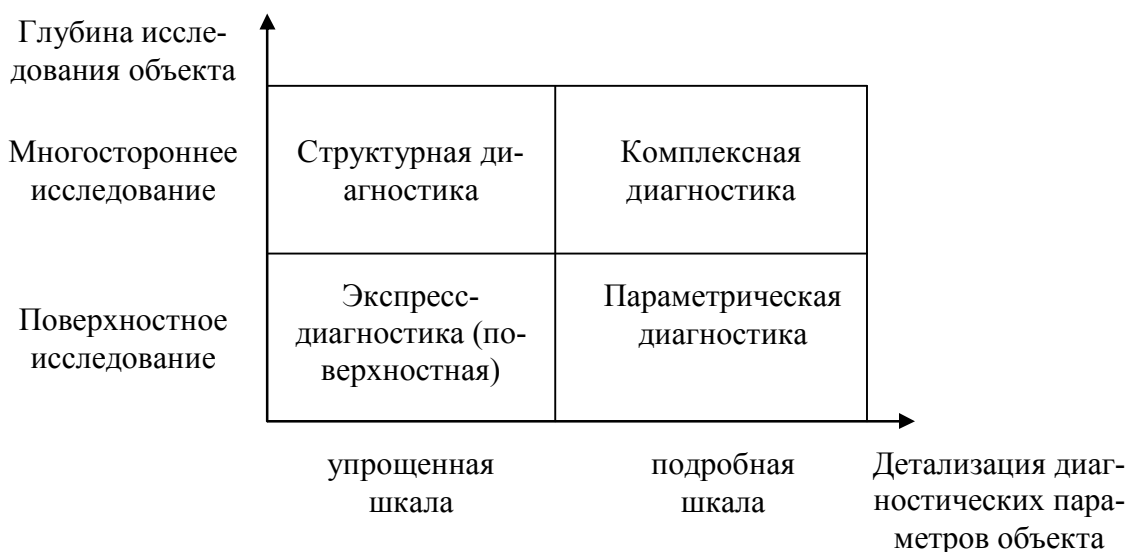 Глубина иссле-
дования объекта
Многостороннее
исследование
Структурная ди-
агностика
Комплексная
диагностика
Поверхностное
исследование
Экспресс-
диагностика (по-
верхностная)
Параметрическая
диагностика
упрощенная
шкала
подробная
шкала
Детализация диаг-
ностических пара-
метров объекта